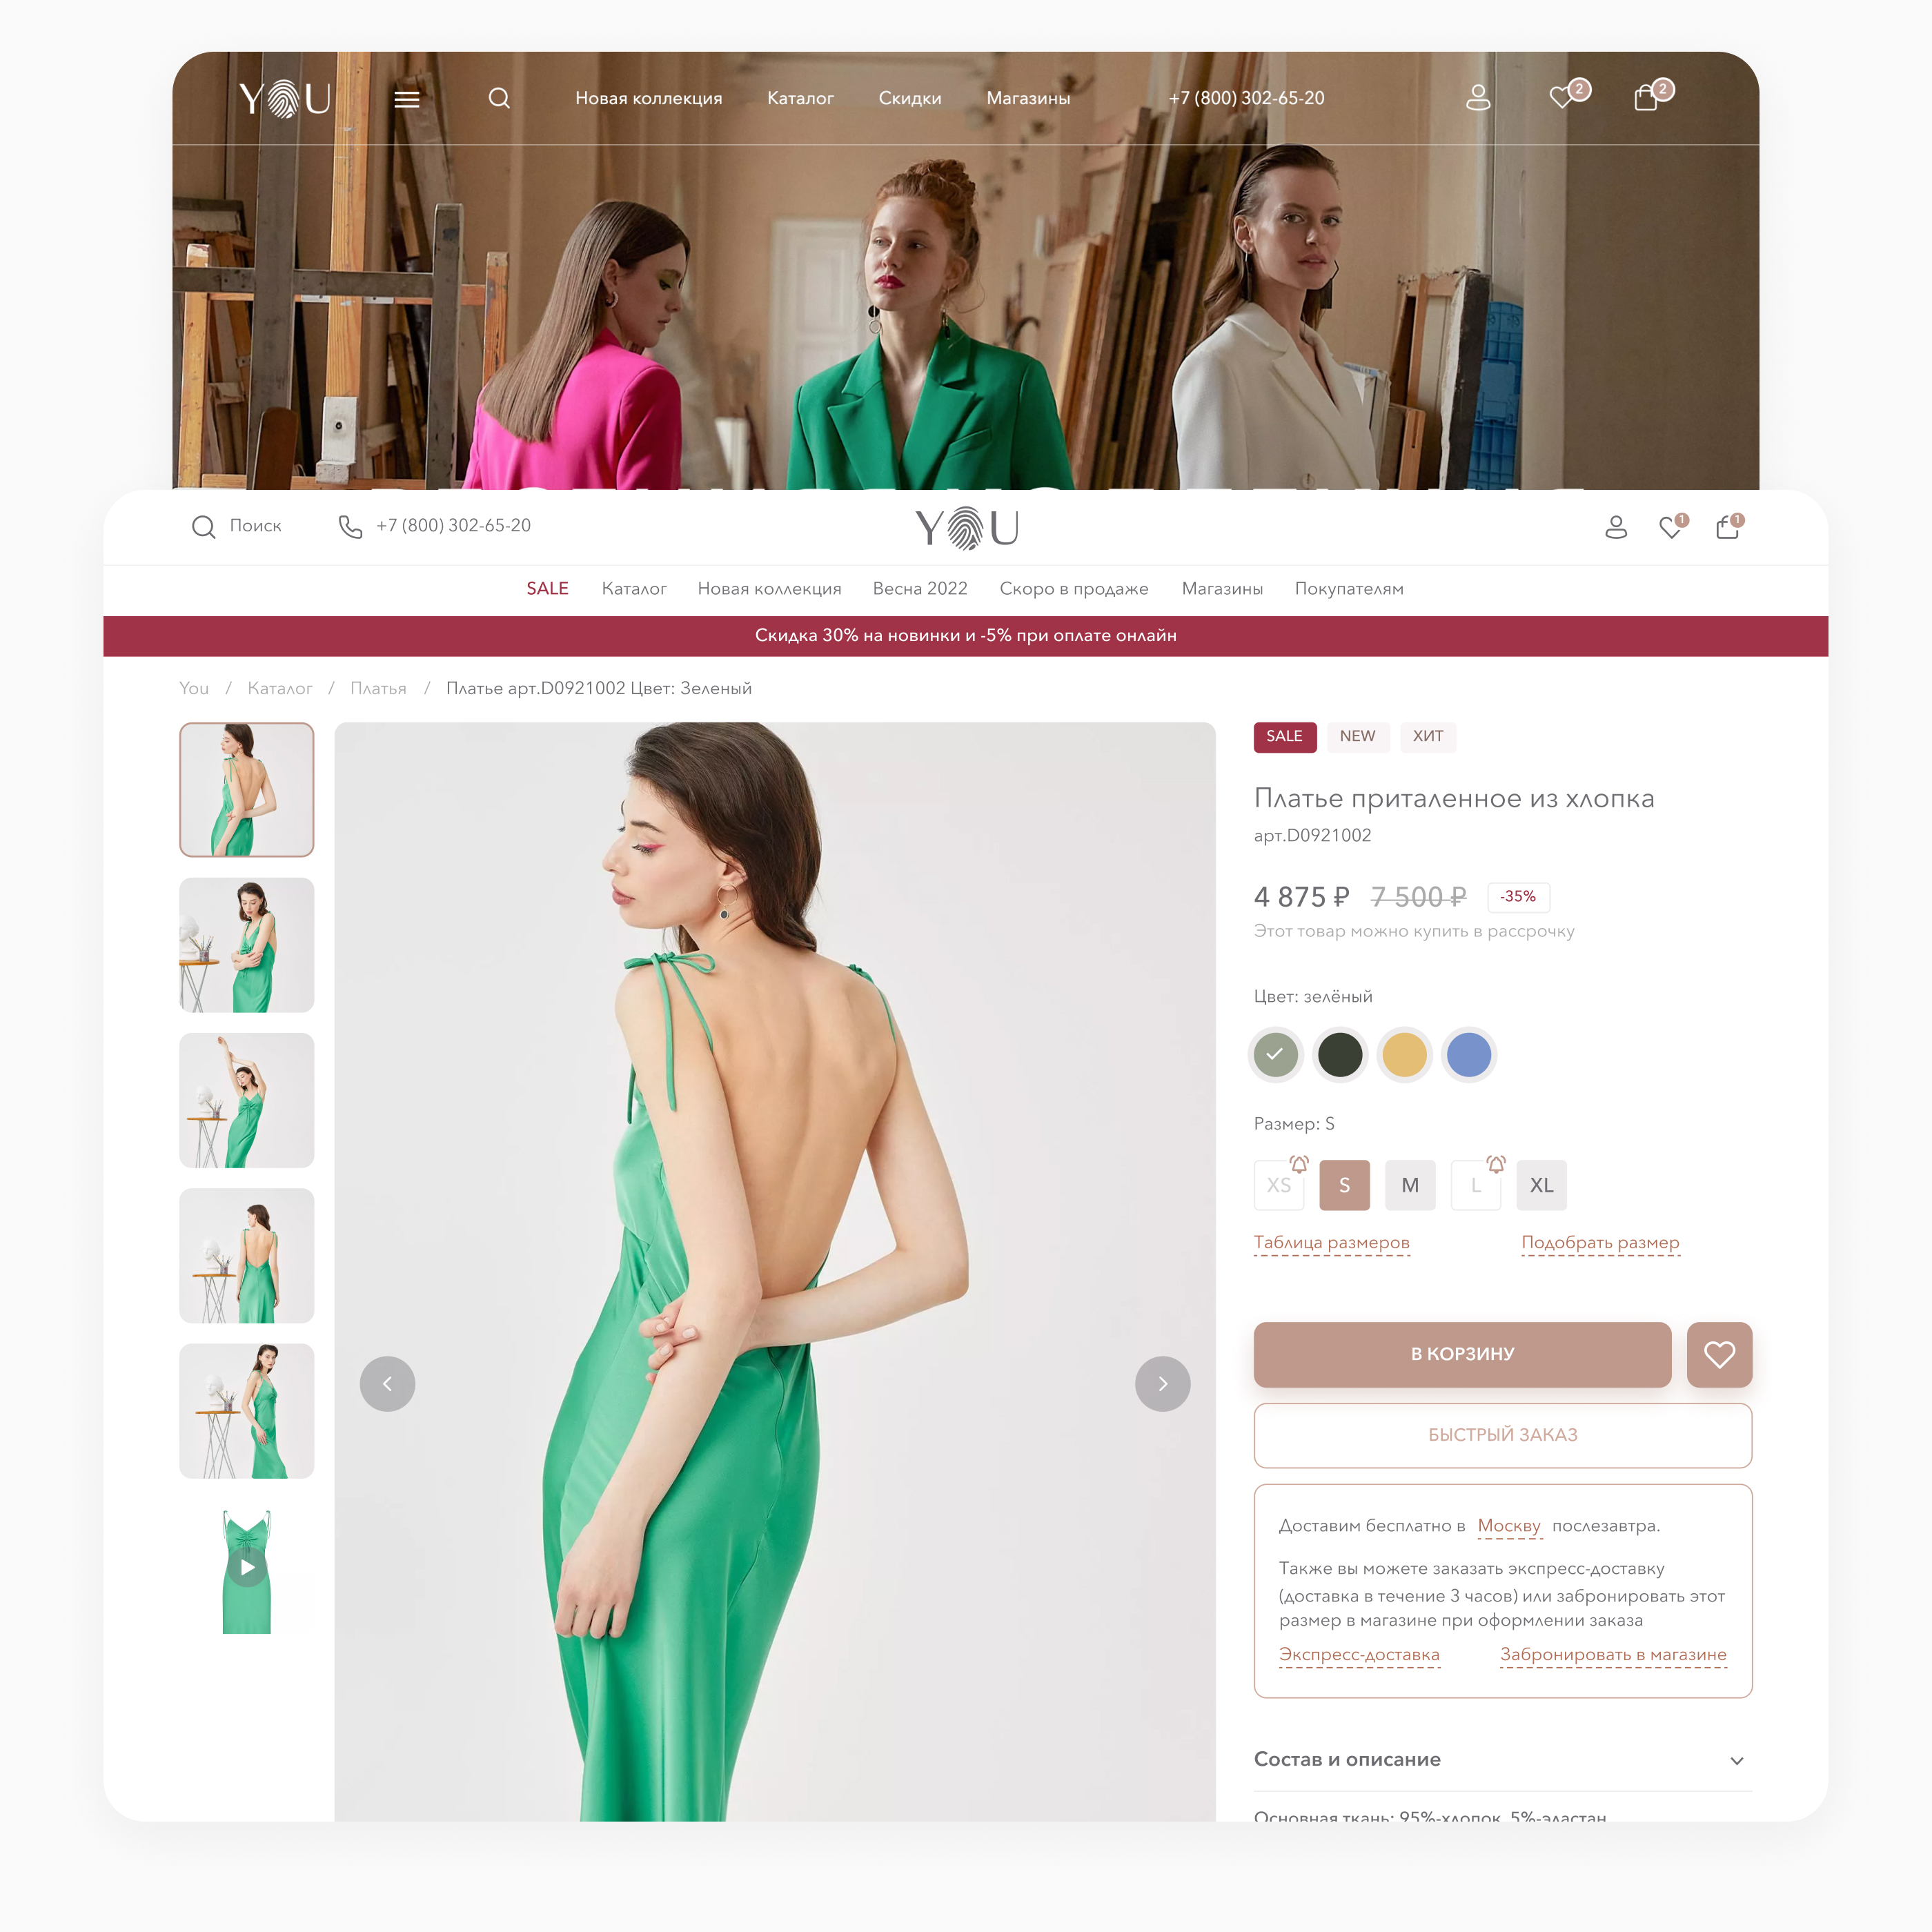 YOU
Новая коллекция Каталог Скидки Магазины +7 (800) 302-65-20 2 2
Поиск +7 (800) 302-65-20 YOU 1 1
SALE Каталог Новая коллекция Весна 2022 Скоро в продаже Магазины Покупателям
Скидка 30% на новинки и -5% при оплате онлайн
You / Каталог / Платья / Платье арт.D0921002 Цвет: Зеленый
SALE NEW ХИТ
Платье приталенное из хлопка
арт.D0921002
4 875 ₽ 7 500 ₽ -35%
Этот товар можно купить в рассрочку
Цвет: зелёный
Размер: S
XS S M L XL
Таблица размеров Подобрать размер
В КОРЗИНУ
БЫСТРЫЙ ЗАКАЗ
Доставим бесплатно в Москву послезавтра.
Также вы можете заказать экспресс-доставку
(доставка в течение 3 часов) или забронировать этот
размер в магазине при оформлении заказа
Экспресс-доставка Забронировать в магазине
Состав и описание
Основная ткань: 95%-хлопок, 5%-эластан